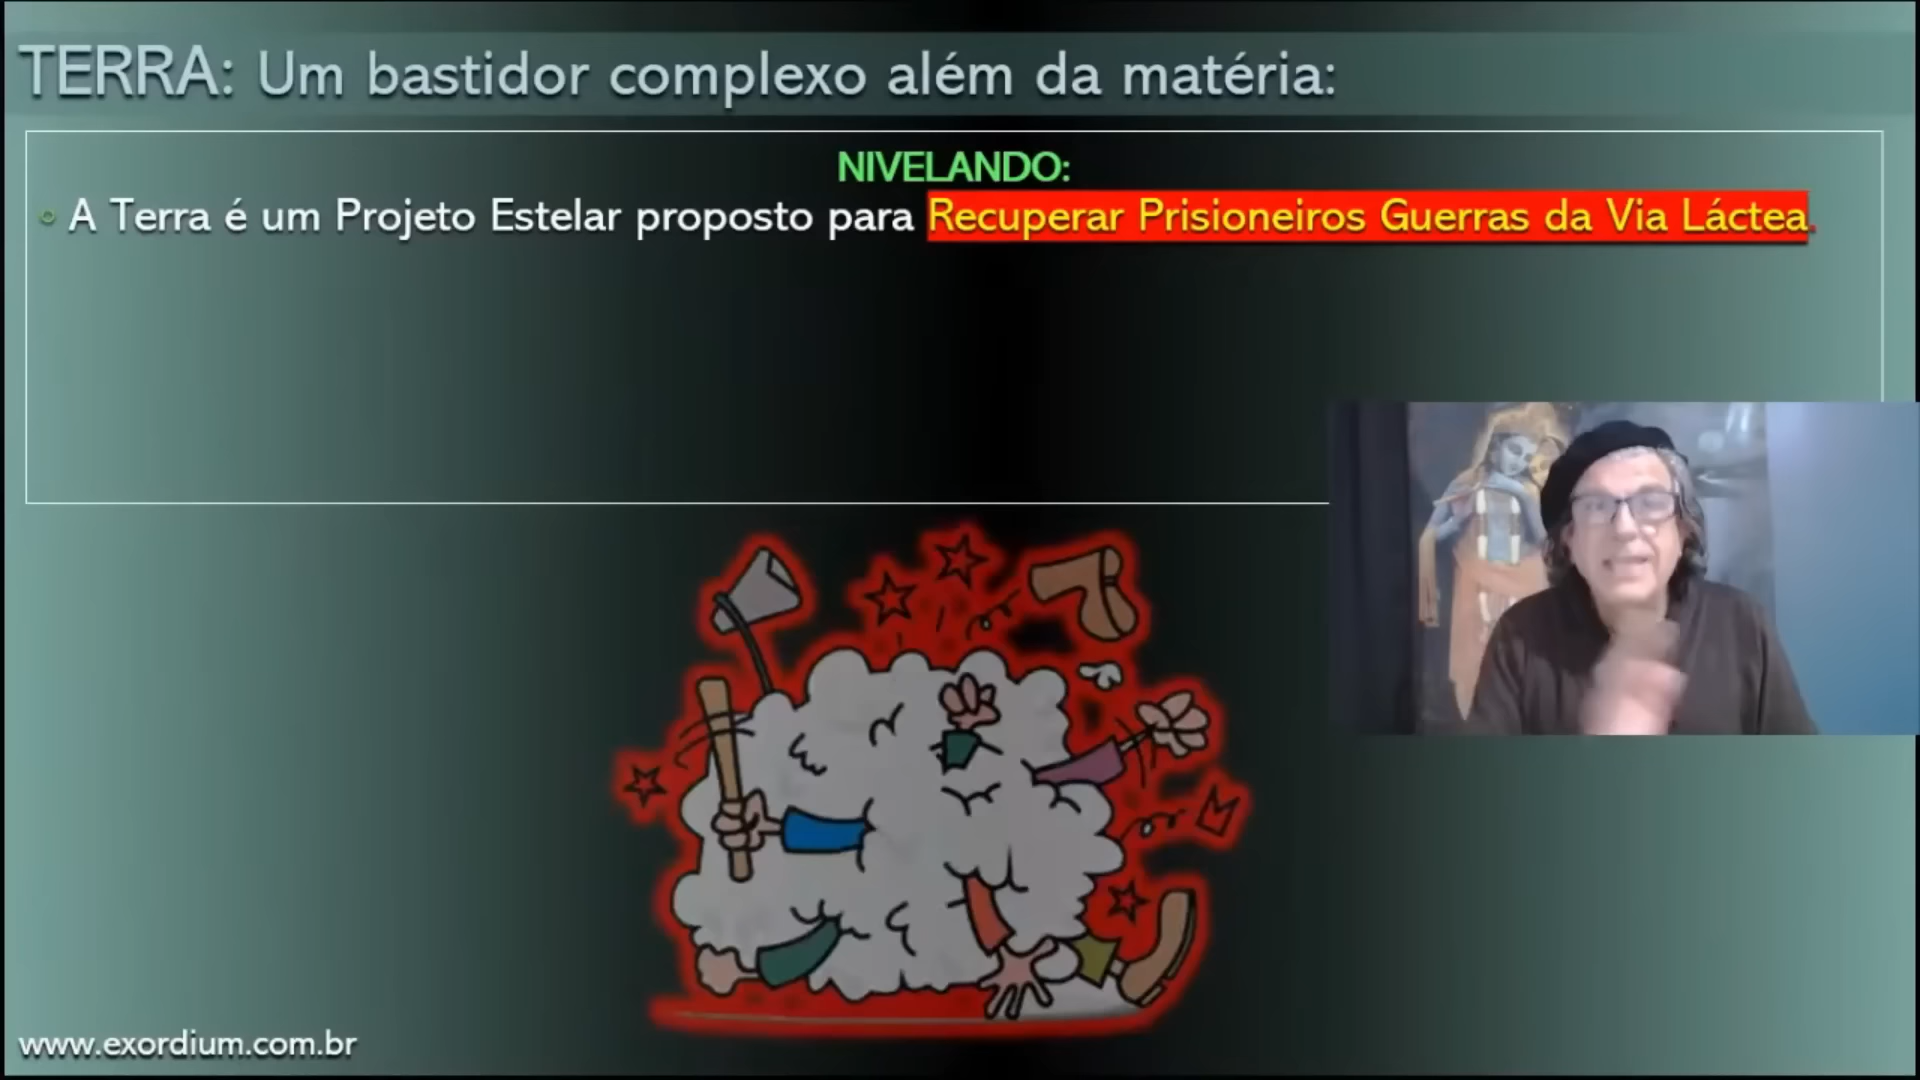 TERRA: Um bastidor complexo além da matéria:
NIVELANDO:
A Terra é um Projeto Estelar proposto para Recuperar Prisioneiros Guerras da Via Láctea.
www.exordium.com.br